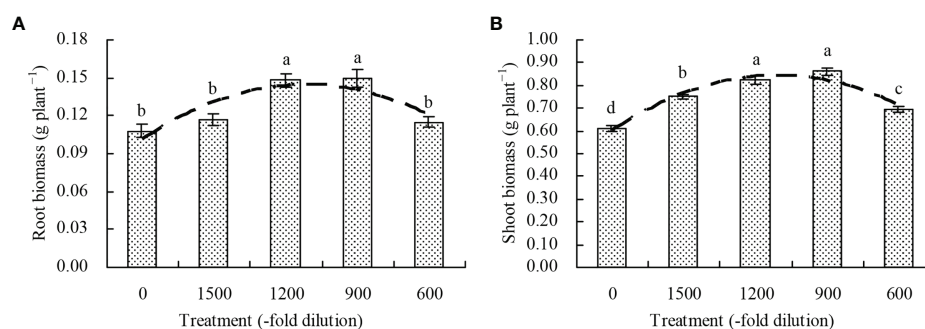 A
Root biomass (g plant⁻¹)
0.18
0.15
0.12
0.09
0.06
0.03
0.00
b
b
a
a
b
0 1500 1200 900 600
Treatment (-fold dilution)
B
Shoot biomass (g plant⁻¹)
1.00
0.90
0.80
0.70
0.60
0.50
0.40
0.30
0.20
0.10
0.00
d
b
a
a
c
0 1500 1200 900 600
Treatment (-fold dilution)